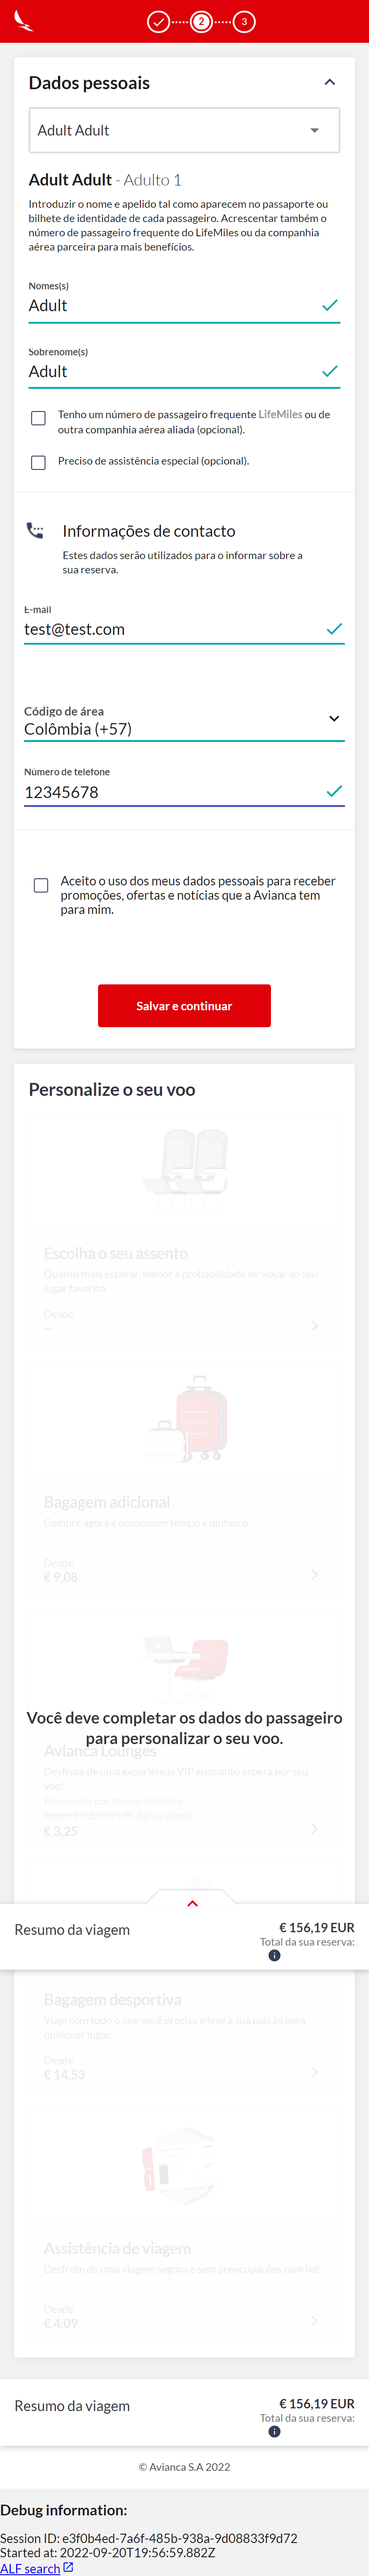 2
3
Dados pessoais
Adult Adult
Adult Adult - Adulto 1
Introduzir o nome e apelido tal como aparecem no passaporte ou
bilhete de identidade de cada passageiro. Acrescentar também o
número de passageiro frequente do LifeMiles ou da companhia
aérea parceira para mais benefícios.
Nomes(s)
Adult
Sobrenome(s)
Adult
Tenho um número de passageiro frequente LifeMiles ou de
outra companhia aérea aliada (opcional).
Preciso de assistência especial (opcional).
Informações de contacto
Estes dados serão utilizados para o informar sobre a
sua reserva.
E-mail
test@test.com
Código de área
Colômbia (+57)
Número de telefone
12345678
Aceito o uso dos meus dados pessoais para receber
promoções, ofertas e notícias que a Avianca tem
para mim.
Salvar e continuar
Personalize o seu voo
Escolha o seu assento
Quanto mais esperar, menor a probabilidade de viajar ao seu
lugar favorito.
Desde
--
Bagagem adicional
Compre agora e economize tempo e dinheiro.
Desde
€ 9,08
Você deve completar os dados do passageiro
para personalizar o seu voo.
Avianca Lounges
Desfrute de uma experiência VIP enquanto espera por seu
voo!
Promoção por tempo limitado
Agora desde
€ 3,25
Resumo da viagem
€ 156,19 EUR
Total da sua reserva:
Bagagem desportiva
Viaje com tudo o que você precisa e leve a sua paixão para
qualquer lugar.
Desde
€ 14,53
Assistência de viagem
Desfrute de uma viagem segura e sem preocupações com
Desde
€ 4,09
Resumo da viagem
€ 156,19 EUR
Total da sua reserva:
© Avianca S.A 2022
Debug information:
Session ID: e3f0b4ed-7a6f-485b-938a-9d08833f9d72
Started at: 2022-09-20T19:56:59.882Z
ALF search